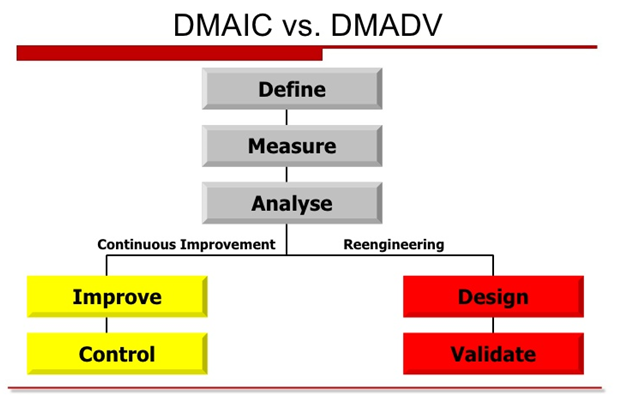 DMAIC vs. DMADV
Define
Measure
Analyse
Continuous Improvement
Reengineering
Improve
Design
Control
Validate